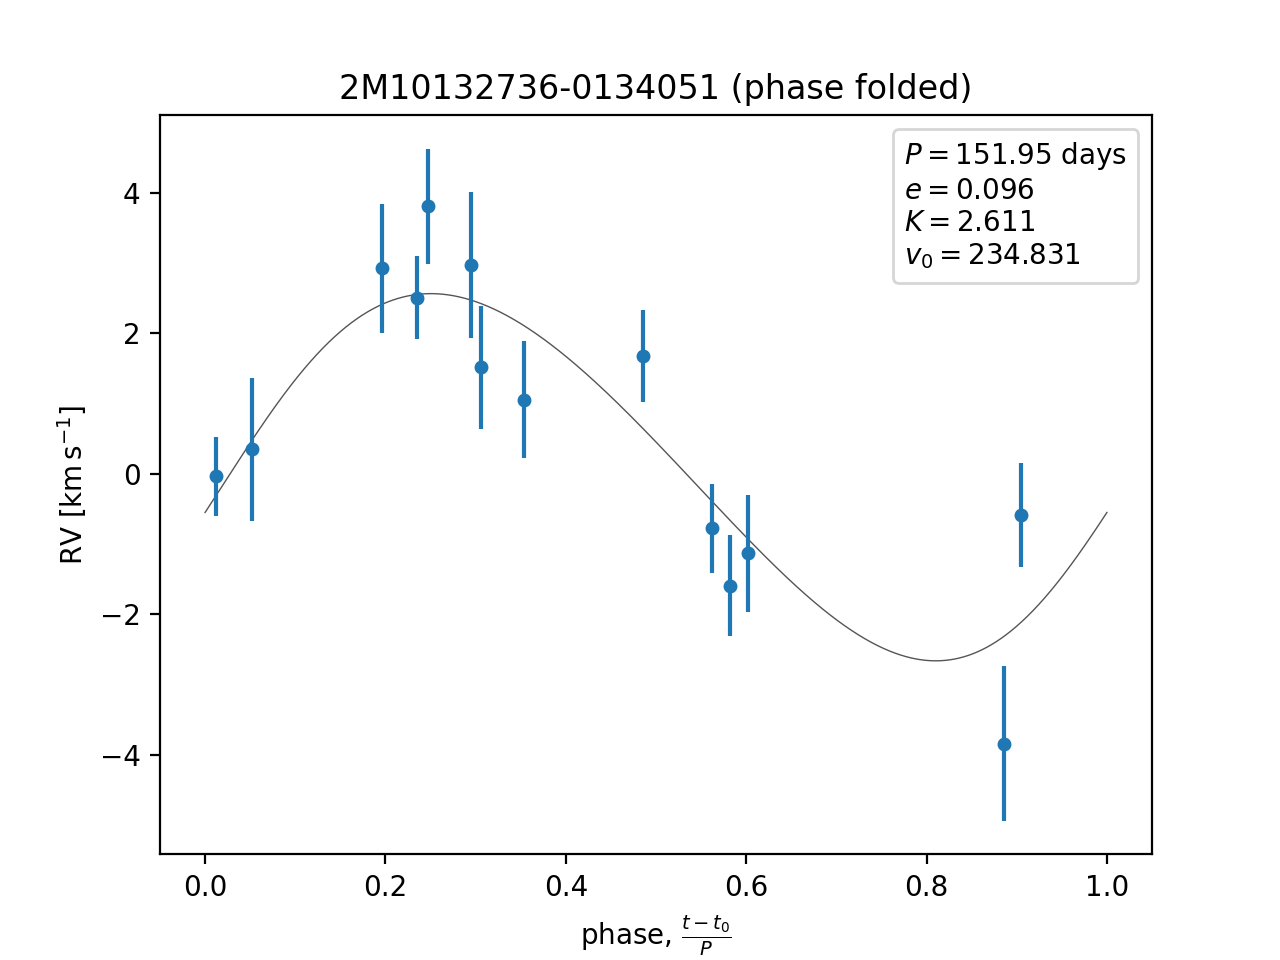 2M10132736-0134051 (phase folded)
P = 151.95 days
e = 0.096
K = 2.611
v₀ = 234.831
4
2
0
−2
−4
RV [km s⁻¹]
0.0 0.2 0.4 0.6 0.8 1.0
phase, (t − t₀)/P